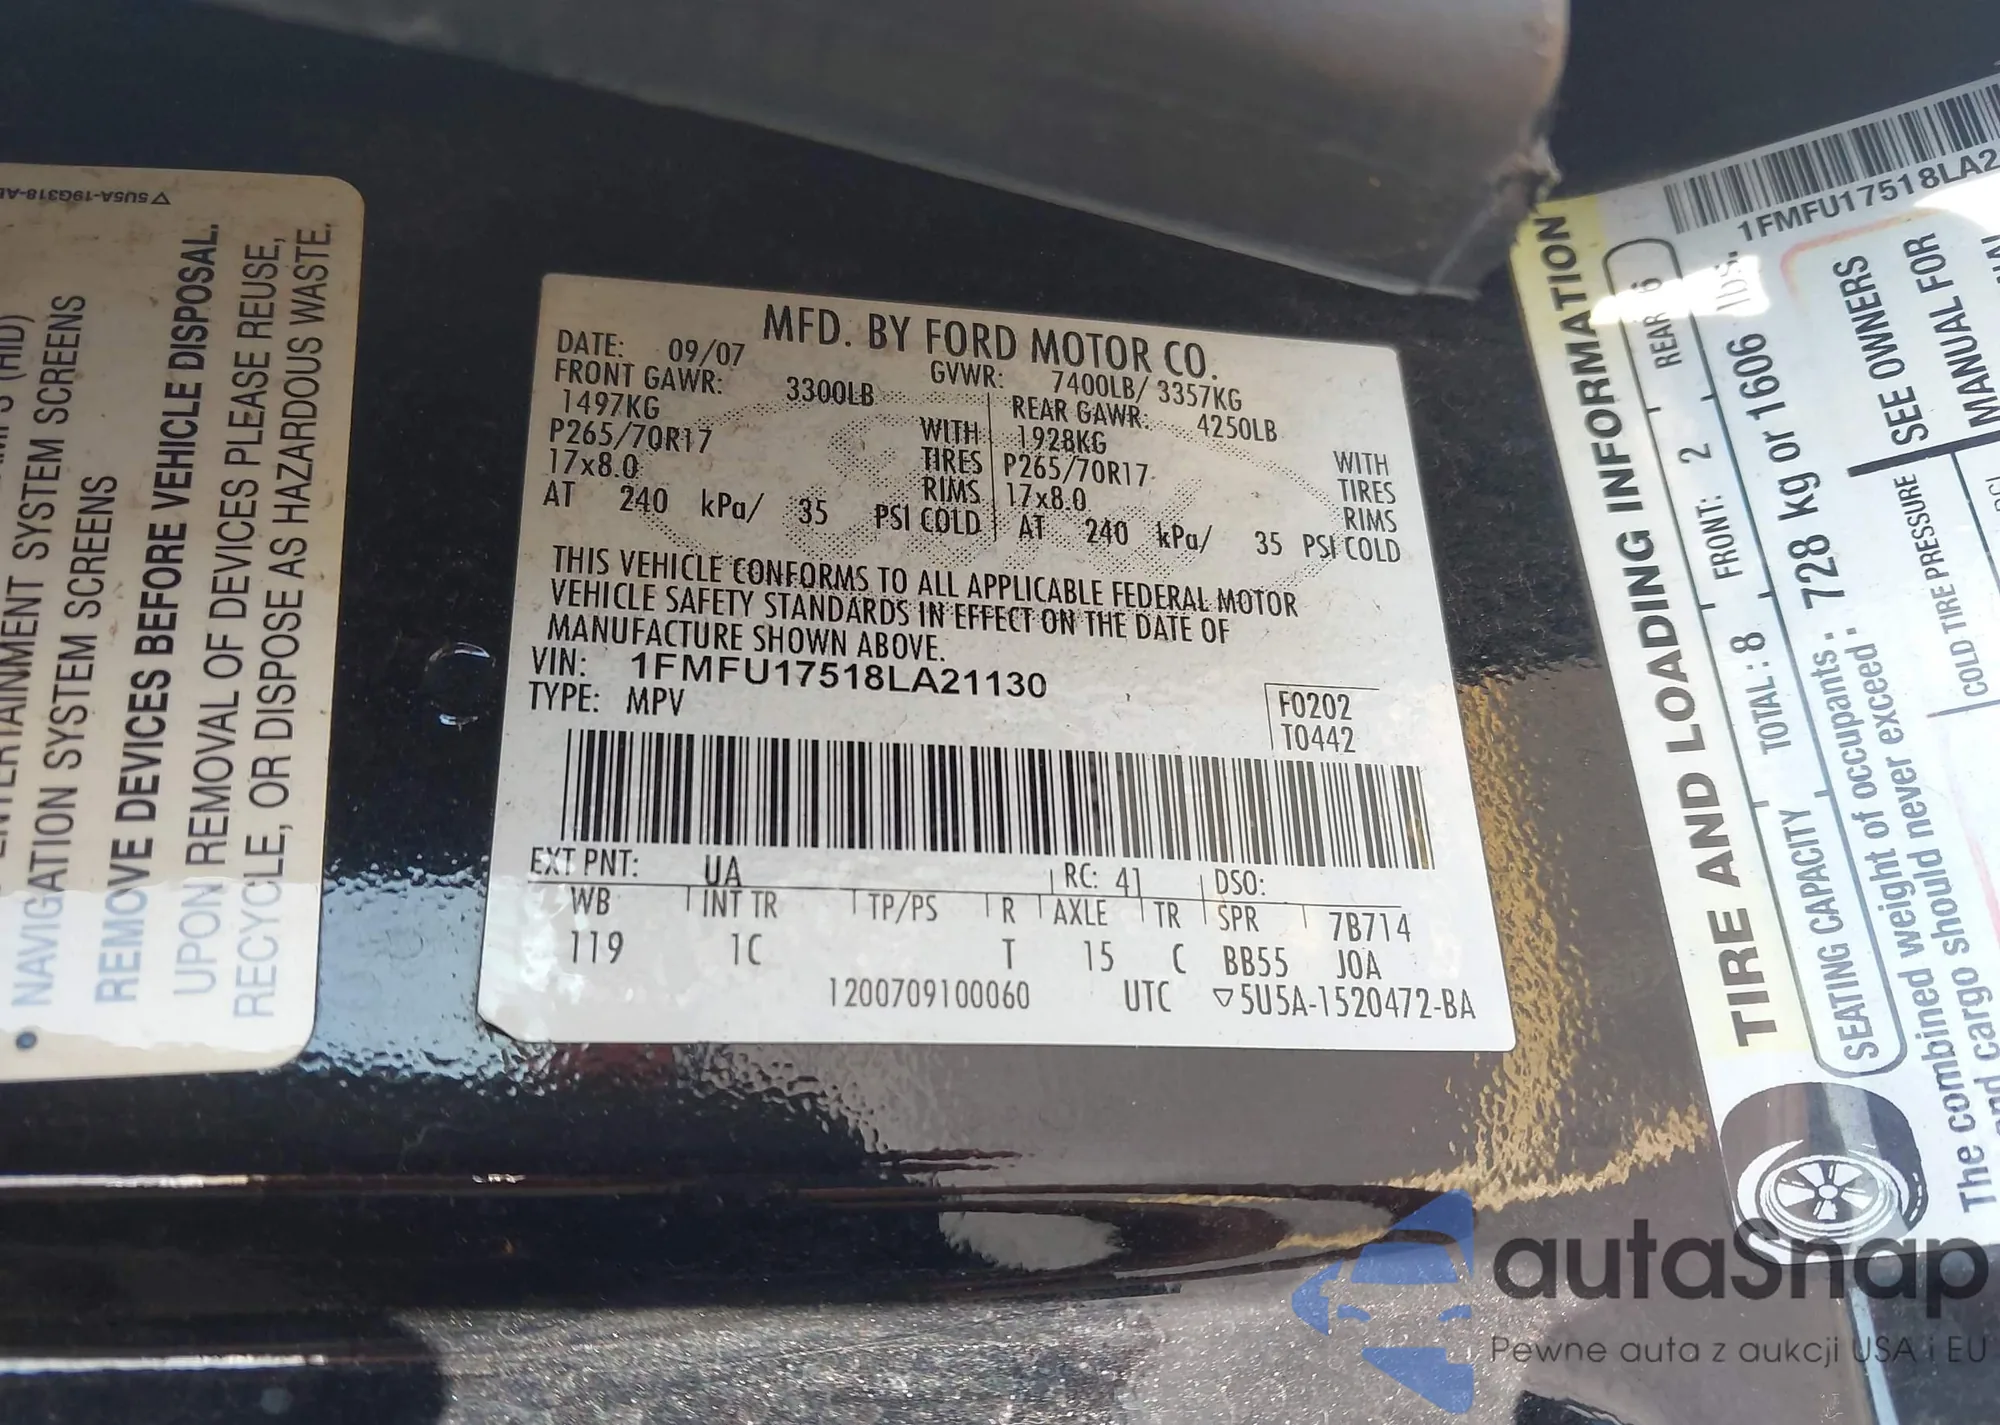 5U5A-19G318-A
NAVIGATION SYSTEM SCREENS
SYSTEM SCREENS
REMOVE DEVICES BEFORE VEHICLE DISPOSAL.
UPON REMOVAL OF DEVICES PLEASE REUSE,
RECYCLE, OR DISPOSE AS HAZARDOUS WASTE.
MFD. BY FORD MOTOR CO.
DATE: 09/07 GVWR: 7400LB/ 3357KG
FRONT GAWR: 3300LB REAR GAWR: 4250LB
1497KG WITH 1928KG WITH
P265/70R17 TIRES P265/70R17 TIRES
17x8.0 RIMS 17x8.0 RIMS
AT 240 kPa/ 35 PSI COLD AT 240 kPa/ 35 PSI COLD
THIS VEHICLE CONFORMS TO ALL APPLICABLE FEDERAL MOTOR
VEHICLE SAFETY STANDARDS IN EFFECT ON THE DATE OF
MANUFACTURE SHOWN ABOVE.
VIN: 1FMFU17518LA21130
TYPE: MPV
F0202
T0442
EXT PNT: UA RC: 41 DSO:
WB INT TR TP/PS R AXLE TR SPR 7B714
119 1C T 15 C BB55 JOA
1200709100060 UTC ▽5U5A-1520472-BA
1FMFU17518LA2
TIRE AND LOADING INFORMATION
SEATING CAPACITY TOTAL: 8 FRONT: 2 REAR 6
The combined weight of occupants: 728 kg or 1606 lbs.
and cargo should never exceed:
COLD TIRE PRESSURE
SEE OWNERS
MANUAL FOR
autaSnap
Pewne auta z aukcji USA i EU